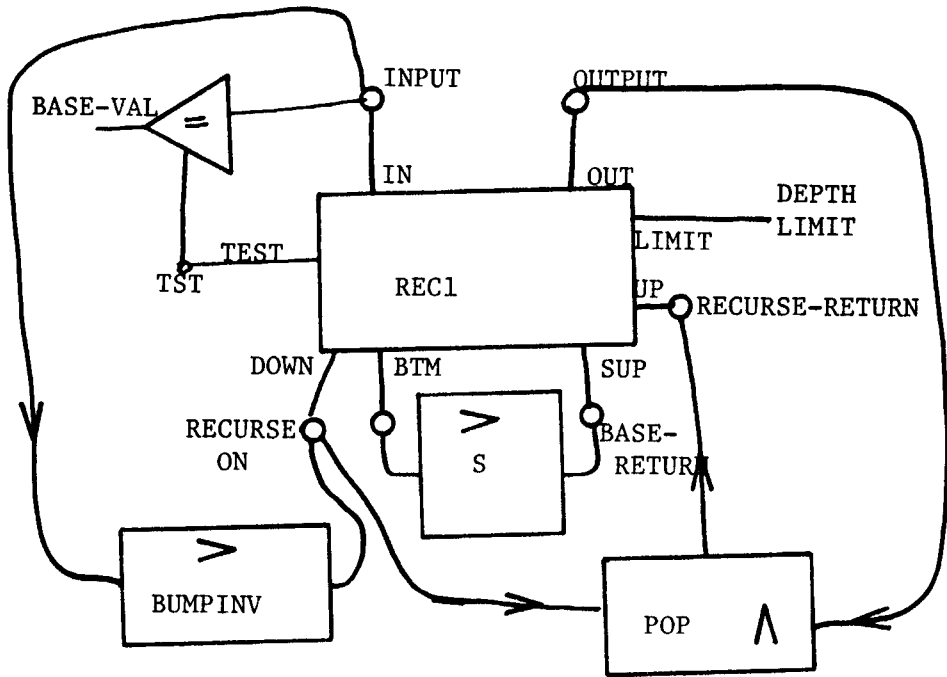 INPUT
OUTPUT
BASE-VAL
=
IN
OUT
DEPTH
LIMIT
LIMIT
TEST
TST
REC1
UP
RECURSE-RETURN
DOWN
BTM
SUP
RECURSE
ON
>
S
BASE-
RETURN
>
BUMPINV
POP